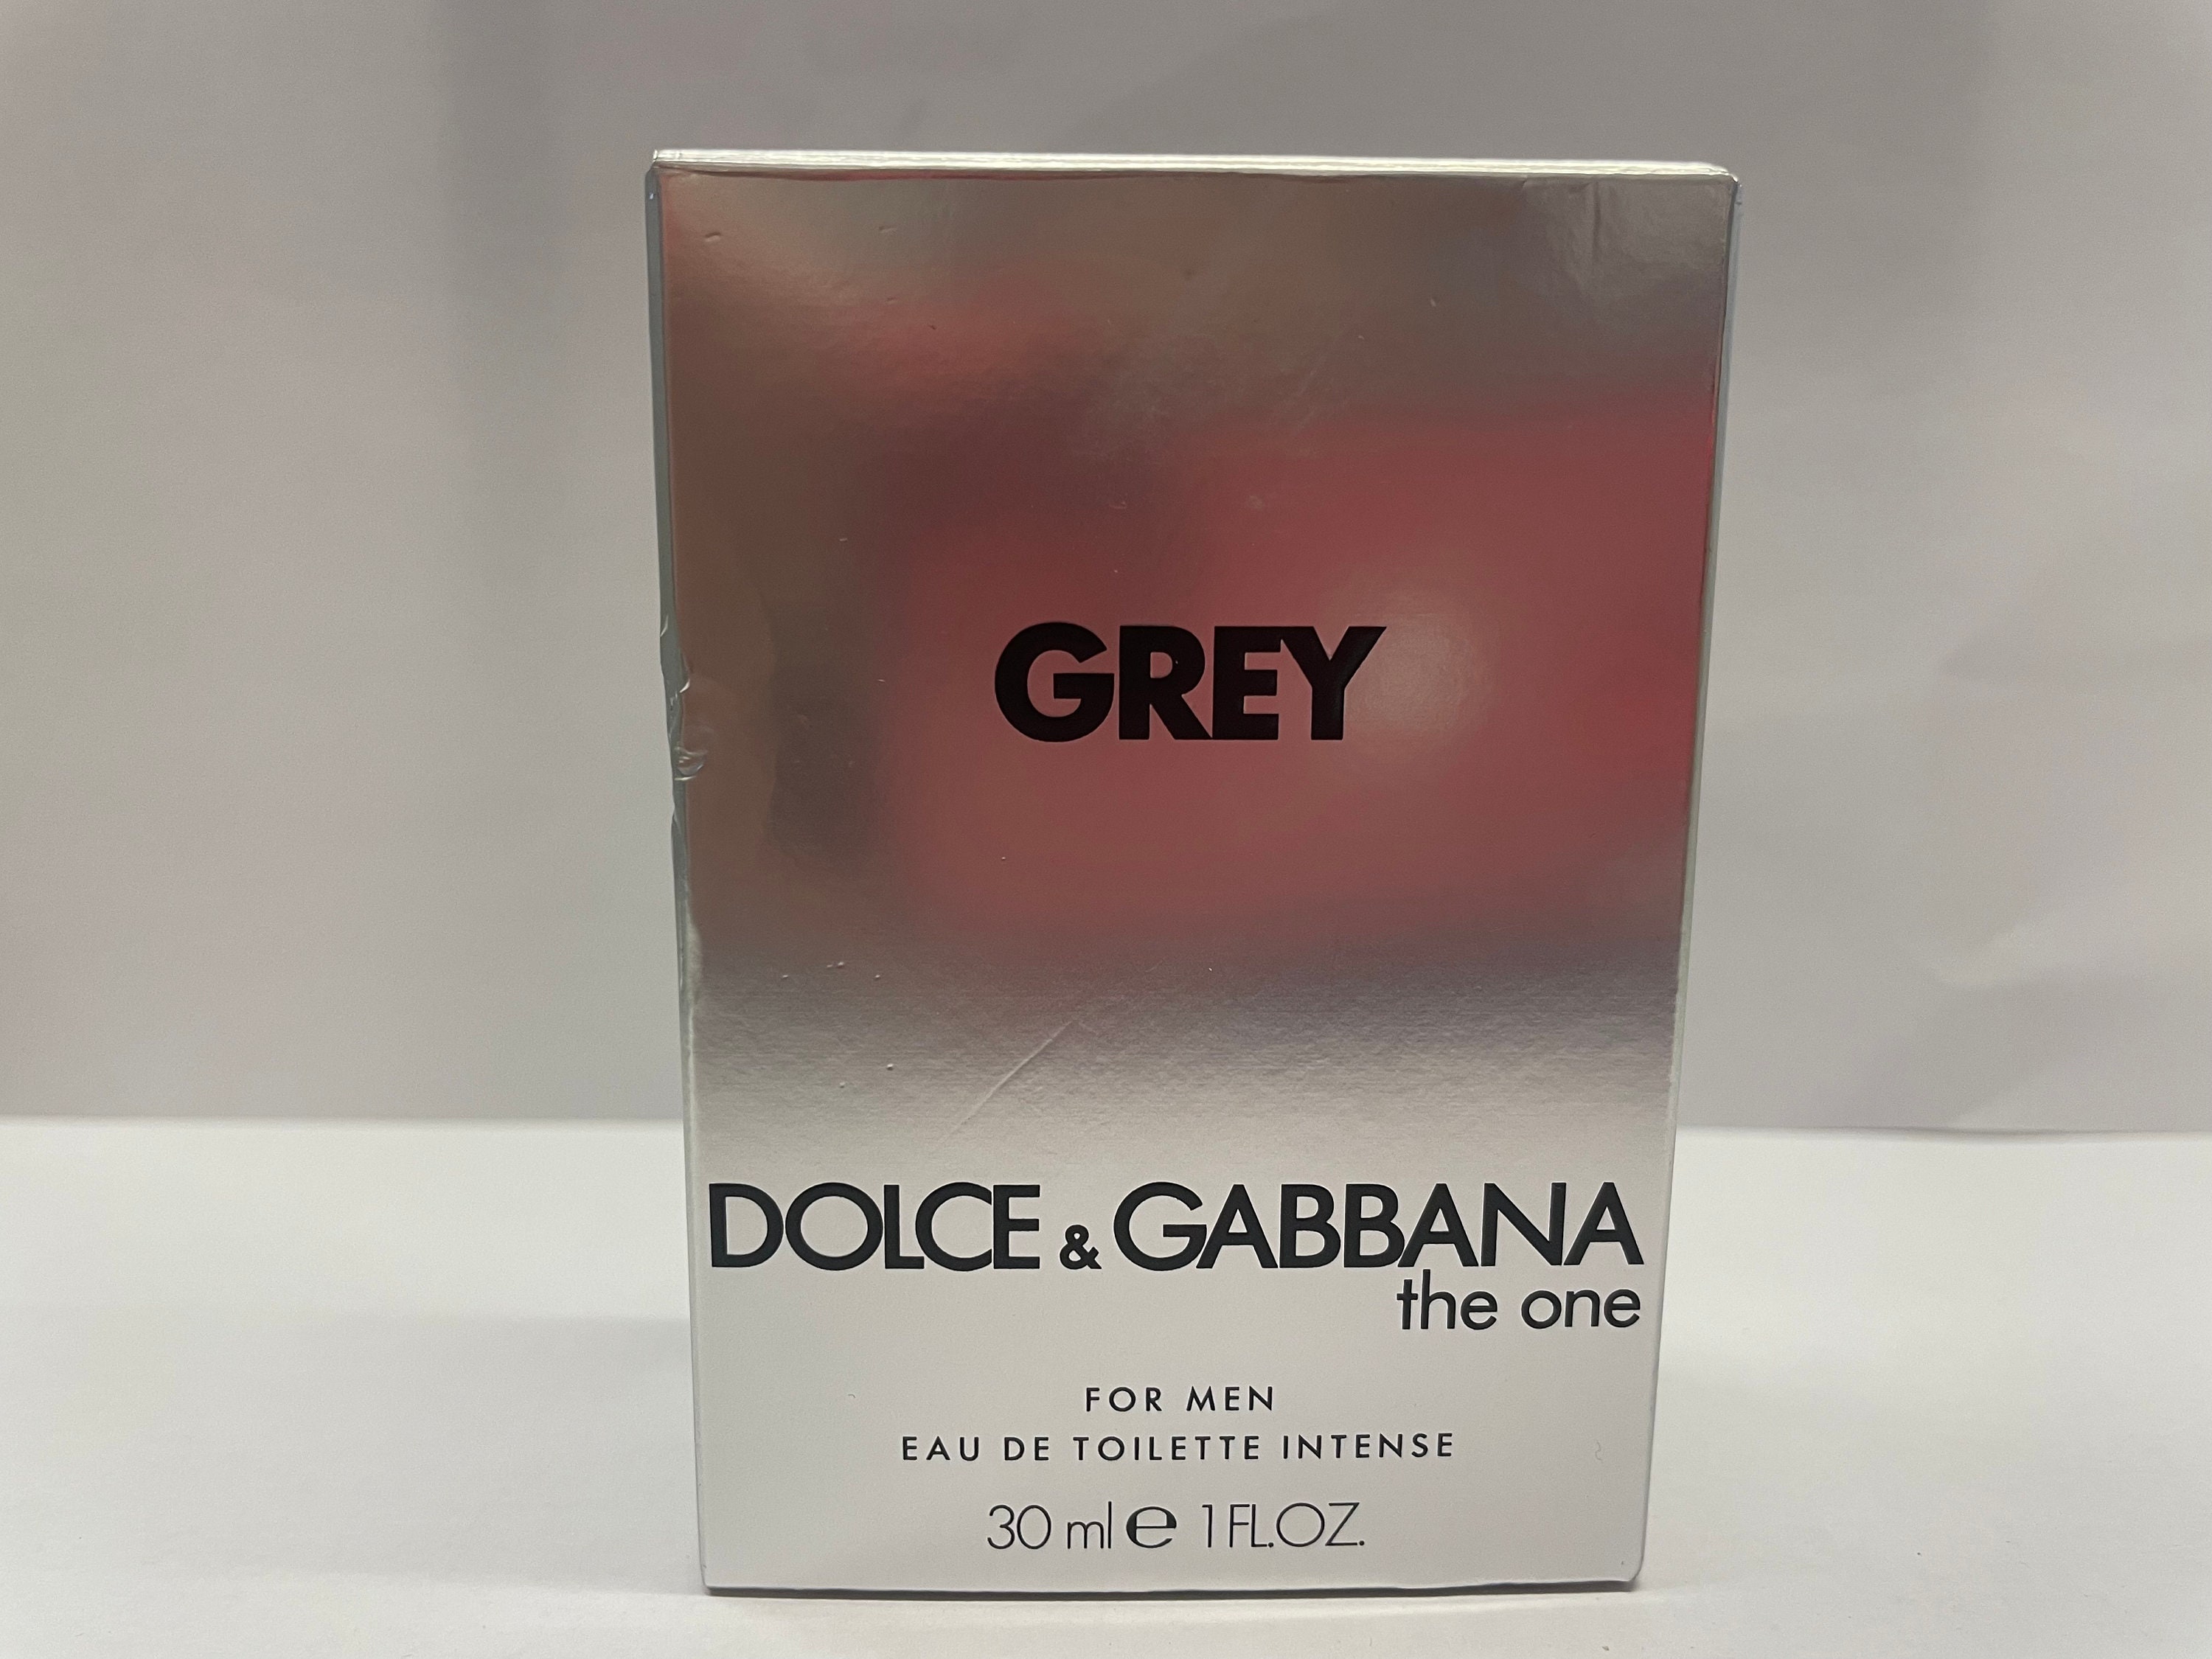 GREY
DOLCE & GABBANA
the one
FOR MEN
EAU DE TOILETTE INTENSE
30 ml ℮ 1 FL.OZ.